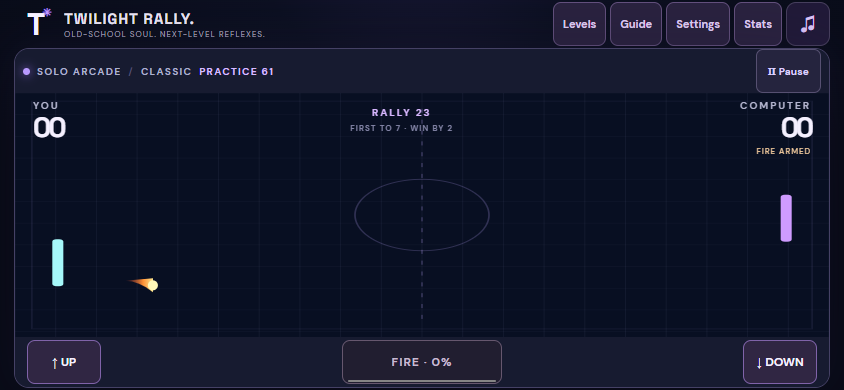 T*
TWILIGHT RALLY.
OLD-SCHOOL SOUL. NEXT-LEVEL REFLEXES.
Levels
Guide
Settings
Stats
SOLO ARCADE / CLASSIC PRACTICE 61
II Pause
YOU
00
RALLY 23
FIRST TO 7 · WIN BY 2
COMPUTER
00
FIRE ARMED
↑ UP
FIRE · 0%
↓ DOWN